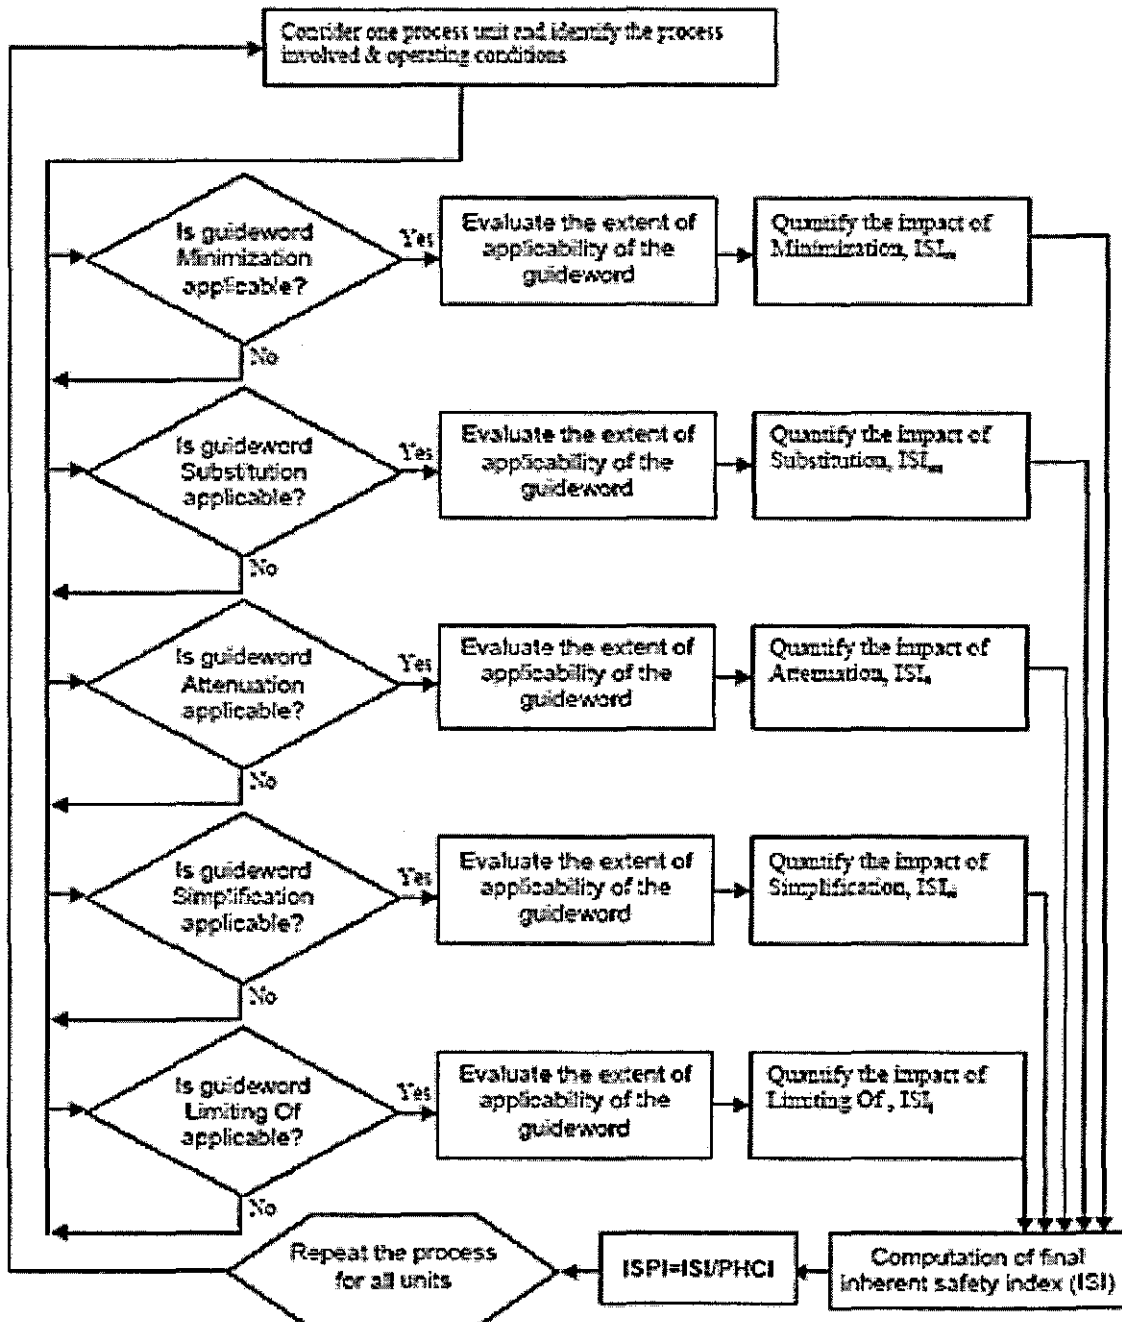 Consider one process unit and identify the process
involved & operating conditions
Is guideword
Minimization
applicable?
Yes
No
Evaluate the extent of
applicability of the
guideword
Quantify the impact of
Minimization, ISI
Is guideword
Substitution
applicable?
Yes
No
Evaluate the extent of
applicability of the
guideword
Quantify the impact of
Substitution, ISI
Is guideword
Attenuation
applicable?
Yes
No
Evaluate the extent of
applicability of the
guideword
Quantify the impact of
Attenuation, ISI
Is guideword
Simplification
applicable?
Yes
No
Evaluate the extent of
applicability of the
guideword
Quantify the impact of
Simplification, ISI
Is guideword
Limiting Of
applicable?
Yes
No
Evaluate the extent of
applicability of the
guideword
Quantify the impact of
Limiting Of , ISIₗ
Repeat the process
for all units
ISPI=ISI/PHCI
Computation of final
inherent safety index (ISI)